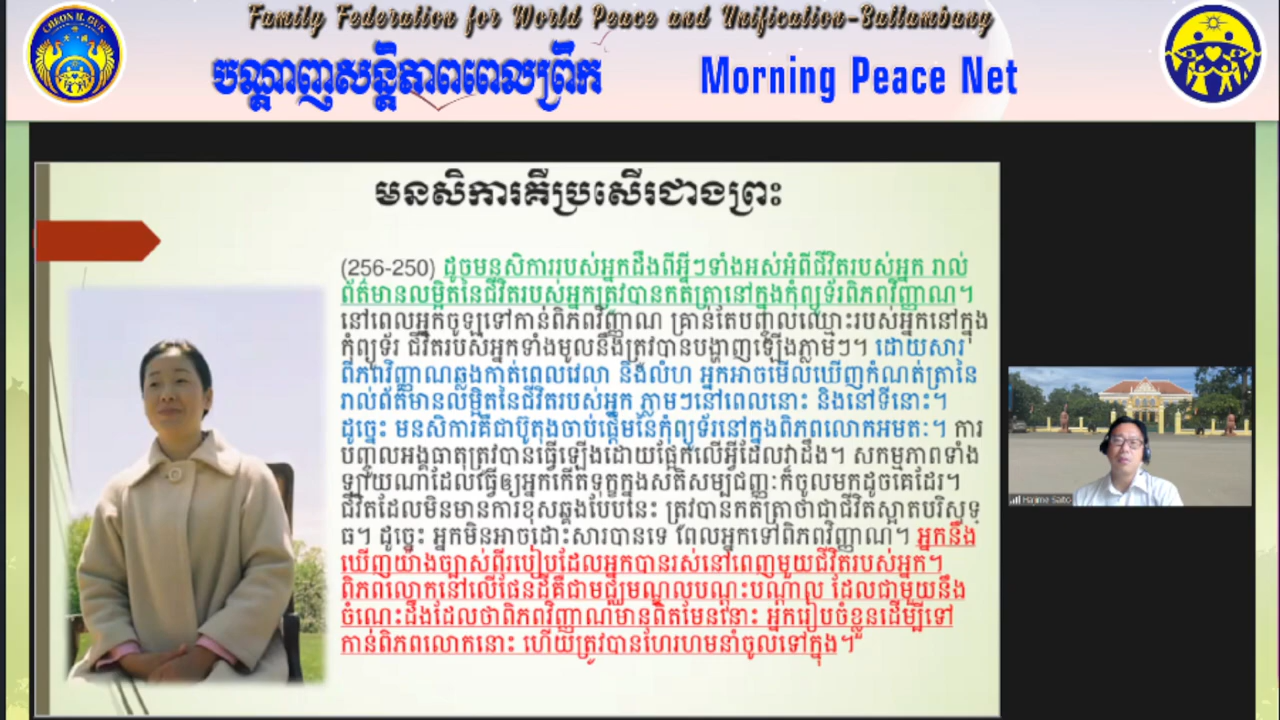 Family Federation for World Peace and Unification-Battambang
CHEON IL GUK
បណ្តាញសន្តិភាពពេលព្រឹក Morning Peace Net
មនសិការគឺប្រសើរជាងព្រះ
(256-250) ដូចមនសិការរបស់អ្នកដឹងពីអ្វីៗទាំងអស់អំពីជីវិតរបស់អ្នក រាល់
ព័ត៌មានលម្អិតនៃជីវិតរបស់អ្នកត្រូវបានកត់ត្រានៅក្នុងកុំព្យូទ័រពិភពវិញ្ញាណ។
នៅពេលអ្នកចូឡទៅកាន់ពិភពវិញ្ញាណ គ្រាន់តែបញ្ចូលឈ្មោះរបស់អ្នកនៅក្នុង
កុំព្យូទ័រ ជីវិតរបស់អ្នកទាំងមូលនឹងត្រូវបានបង្ហាញឡើងភ្លាមៗ។ ដោយសារ
ពិភពវិញ្ញាណឆ្លងកាត់ពេលវេលា និងលំហ អ្នកអាចមើលឃើញកំណត់ត្រានៃ
រាល់ព័ត៌មានលម្អិតនៃជីវិតរបស់អ្នក ភ្លាមៗនៅពេលនោះ និងនៅទីនោះ។
ដូច្នេះ មនសិការគឺជាប៊ូតុងចាប់ផ្តើមនៃកុំព្យូទ័រនៅក្នុងពិភពលោកអមតៈ។ ការ
បញ្ចូលអង្គធាតុត្រូវបានធ្វើឡើងដោយផ្អែកលើអ្វីដែលវាដឹង។ សកម្មភាពទាំង
ឡាយណាដែលធ្វើឲ្យអ្នកកើតទុក្ខក្នុងសតិសម្បជញ្ញៈក៏ចូលមកដូចគេដែរ។
ជីវិតដែលមិនមានការខុសឆ្គងបែបនេះ ត្រូវបានកត់ត្រាថាជាជីវិតស្អាតបរិសុទ្
ធ។ ដូច្នេះ អ្នកមិនអាចដោះសារបានទេ ពែលអ្នកទៅពិភពវិញ្ញាណ។ អ្នកនឹង
ឃើញយ៉ាងច្បាស់ពីរបៀបដែលអ្នកបានរស់នៅពេញមួយជីវិតរបស់អ្នក។
ពិភពលោកនៅលើផែនដីគឺជាមជ្ឈមណ្ឌលបណ្តុះបណ្តាល ដែលជាមួយនឹង
ចំណេះដឹងដែលថាពិភពវិញ្ញាណមានពិតមែននោះ អ្នករៀបចំខ្លួនដើម្បីទៅ
កាន់ពិភពលោកនោះ ហើយត្រូវបានហែរហមនាំចូលទៅក្នុង។
Hajime Saito